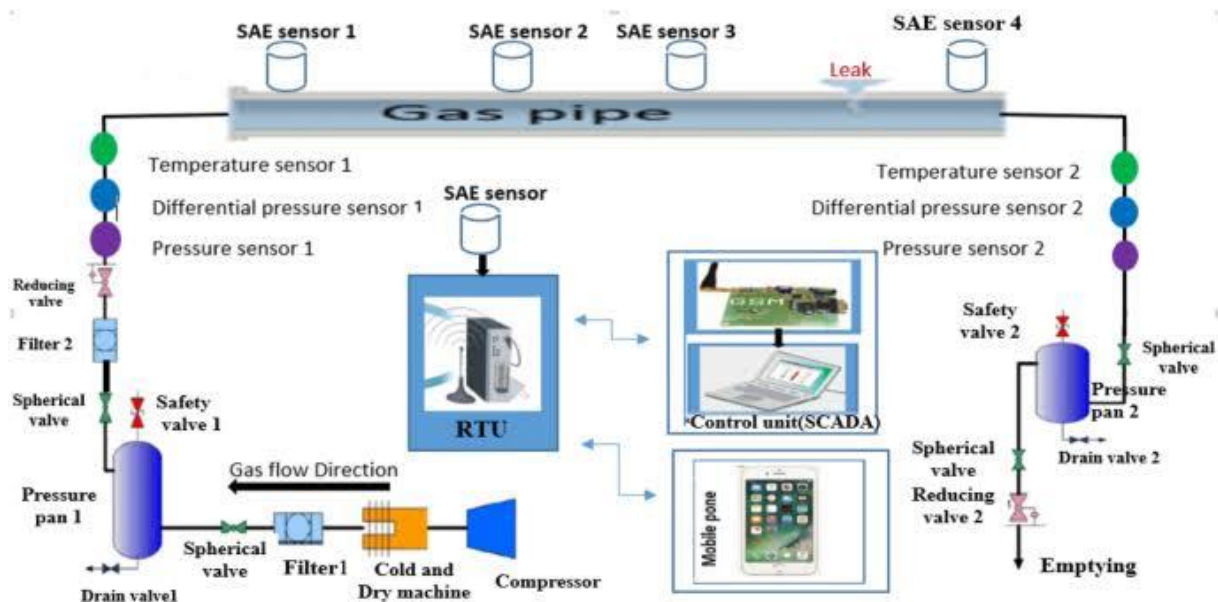 SAE sensor 1
SAE sensor 2
SAE sensor 3
SAE sensor 4
Leak
Gas pipe
Temperature sensor 1
Differential pressure sensor 1
Pressure sensor 1
Reducing
valve
Filter 2
Spherical
valve
Safety
valve 1
Pressure
pan 1
Drain valve1
Gas flow Direction
Spherical
valve
Filter1
Cold and
Dry machine
Compressor
SAE sensor
RTU
GSM
Control unit(SCADA)
Mobile pone
Temperature sensor 2
Differential pressure sensor 2
Pressure sensor 2
Safety
valve 2
Spherical
valve
Pressure
pan 2
Drain valve 2
Spherical
valve
Reducing
valve 2
Emptying